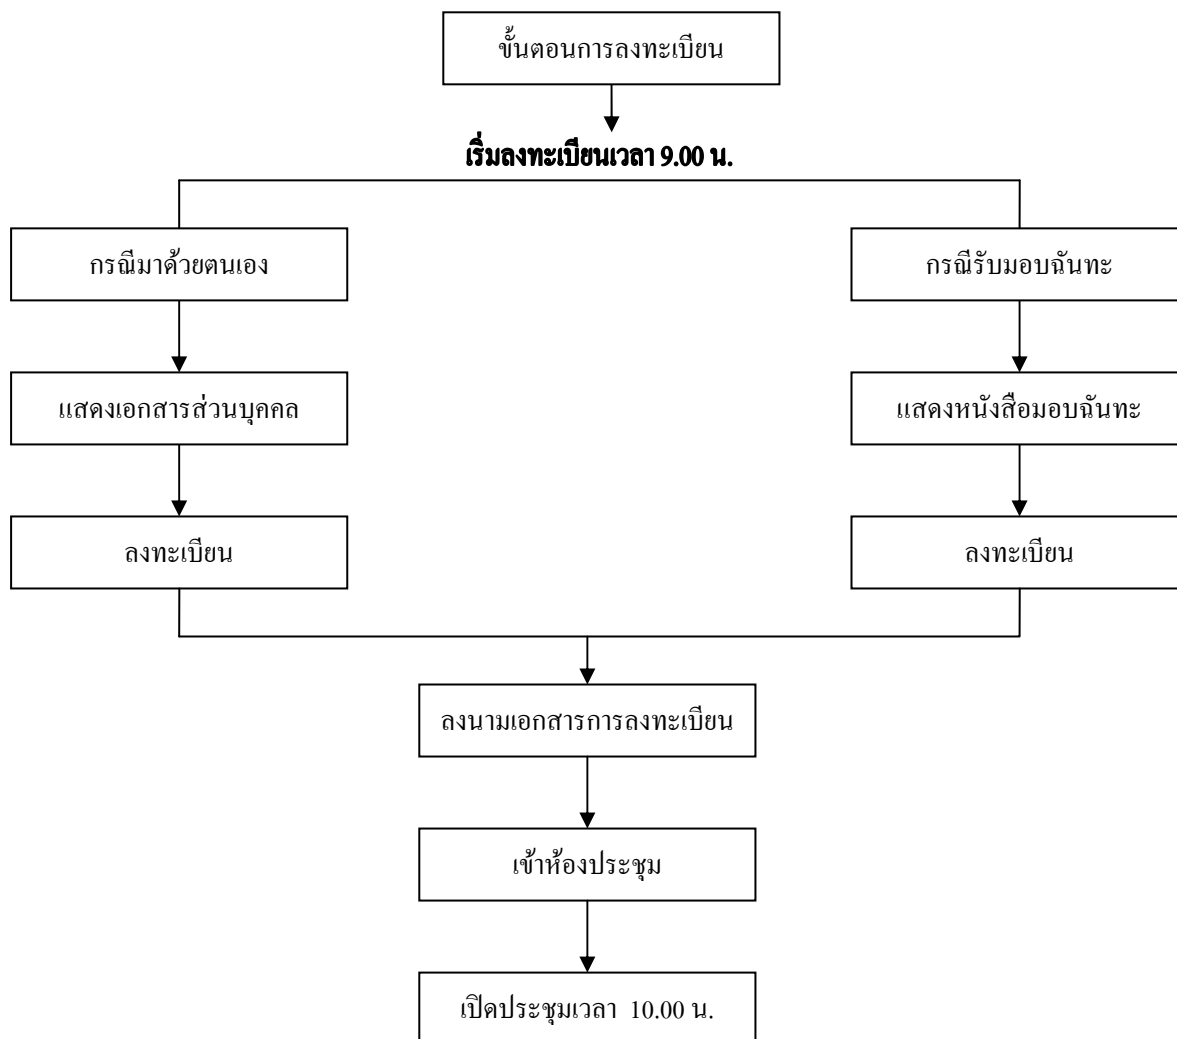 ขั้นตอนการลงทะเบียน
เริ่มลงทะเบียนเวลา 9.00 น.
กรณีมาด้วยตนเอง
กรณีรับมอบฉันทะ
แสดงเอกสารส่วนบุคคล
แสดงหนังสือมอบฉันทะ
ลงทะเบียน
ลงทะเบียน
ลงนามเอกสารการลงทะเบียน
เข้าห้องประชุม
เปิดประชุมเวลา 10.00 น.